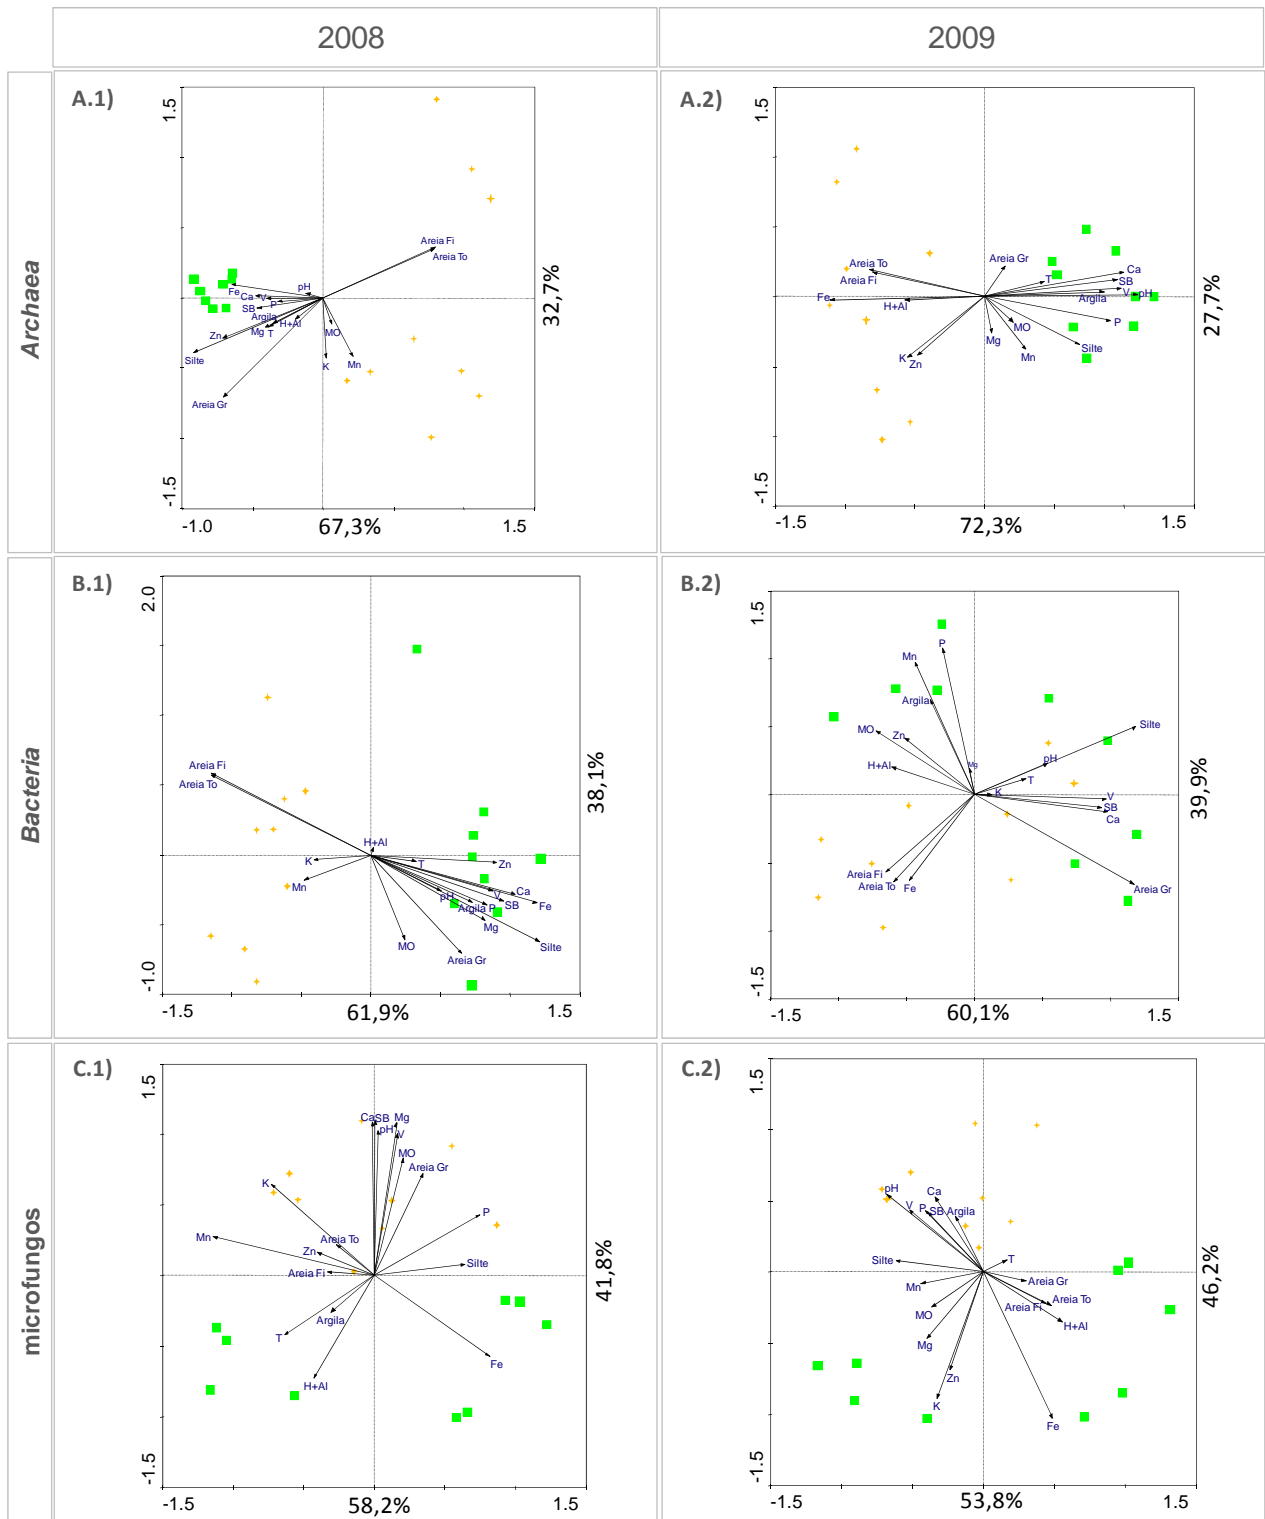 2008
2009
Archaea
A.1)
1.5
Areia Fi
Areia To
pH
Fe
Ca
V
P
SB
Argila
H+Al
Mg
T
MO
Zn
K
Mn
Silte
Areia Gr
32,7%
-1.5
-1.0
67,3%
1.5
A.2)
1.5
Areia Gr
Areia To
Areia Fi
T
Ca
SB
Fe
Argila
V
pH
H+Al
MO
P
Mg
Mn
Silte
K
Zn
27,7%
-1.5
-1.5
72,3%
1.5
Bacteria
B.1)
2.0
Areia Fi
Areia To
H+Al
K
T
Zn
Mn
pH
V
Ca
Argila
P
SB
Fe
Mg
MO
Silte
Areia Gr
38,1%
-1.0
-1.5
61,9%
1.5
B.2)
1.5
P
Mn
Argila
Silte
MO
Zn
pH
H+Al
Mg
T
K
V
SB
Ca
Areia Fi
Areia To
Fe
Areia Gr
39,9%
-1.5
-1.5
60,1%
1.5
microfungos
C.1)
1.5
Ca
SB
Mg
pH
V
MO
Areia Gr
K
P
Mn
Areia To
Zn
Silte
Areia Fi
Argila
T
Fe
H+Al
41,8%
-1.5
-1.5
58,2%
1.5
C.2)
1.5
pH
Ca
V
P
SB
Argila
Silte
T
Mn
Areia Gr
MO
Areia Fi
Areia To
H+Al
Mg
Zn
K
Fe
46,2%
-1.5
-1.5
53,8%
1.5